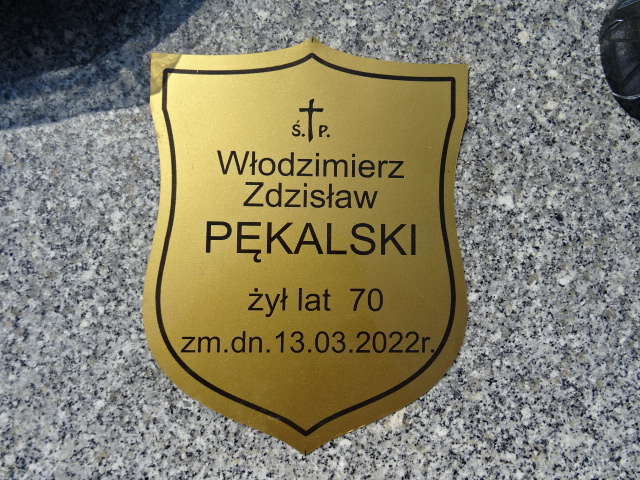 Ś.P.
Włodzimierz
Zdzisław
PĘKALSKI
żył lat 70
zm.dn.13.03.2022r.